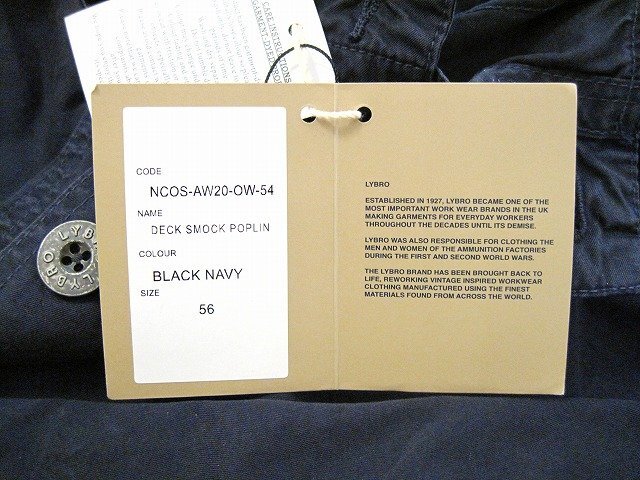 CARE INSTRUCTIONS
CODE
NCOS-AW20-OW-54
NAME
DECK SMOCK POPLIN
COLOUR
BLACK NAVY
SIZE
56
LYBRO
ESTABLISHED IN 1927, LYBRO BECAME ONE OF THE
MOST IMPORTANT WORK WEAR BRANDS IN THE UK
MAKING GARMENTS FOR EVERYDAY WORKERS
THROUGHOUT THE DECADES UNTIL ITS DEMISE.
LYBRO WAS ALSO RESPONSIBLE FOR CLOTHING THE
MEN AND WOMEN OF THE AMMUNITION FACTORIES
DURING THE FIRST AND SECOND WORLD WARS.
THE LYBRO BRAND HAS BEEN BROUGHT BACK TO
LIFE, REWORKING VINTAGE INSPIRED WORKWEAR
CLOTHING MANUFACTURED USING THE FINEST
MATERIALS FOUND FROM ACROSS THE WORLD.
LYBRO